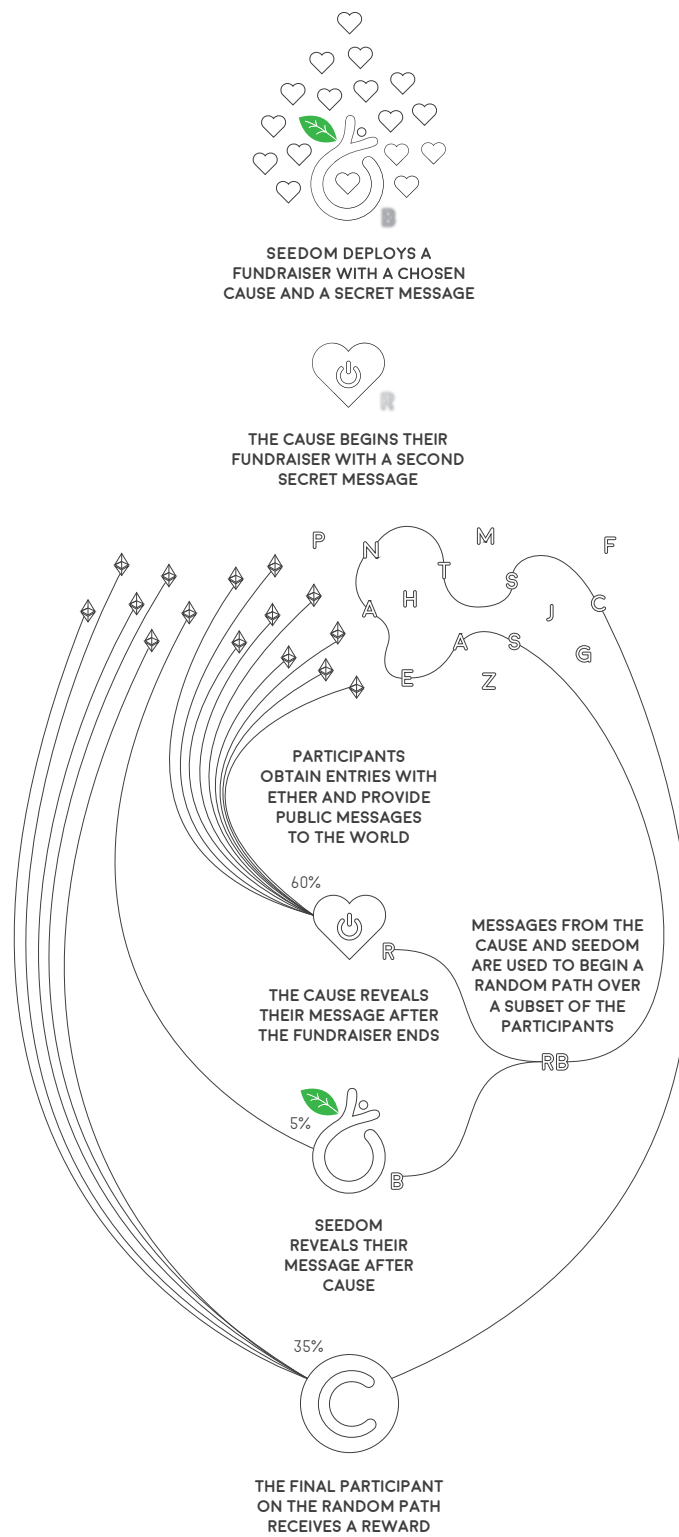 B
SEEDOM DEPLOYS A
FUNDRAISER WITH A CHOSEN
CAUSE AND A SECRET MESSAGE
R
THE CAUSE BEGINS THEIR
FUNDRAISER WITH A SECOND
SECRET MESSAGE
P
N
M
F
T
S
A
H
J
C
A
S
G
E
Z
PARTICIPANTS
OBTAIN ENTRIES WITH
ETHER AND PROVIDE
PUBLIC MESSAGES
TO THE WORLD
60%
R
MESSAGES FROM THE
CAUSE AND SEEDOM
ARE USED TO BEGIN A
RANDOM PATH OVER
A SUBSET OF THE
PARTICIPANTS
THE CAUSE REVEALS
THEIR MESSAGE AFTER
THE FUNDRAISER ENDS
RB
5%
B
SEEDOM
REVEALS THEIR
MESSAGE AFTER
CAUSE
35%
C
THE FINAL PARTICIPANT
ON THE RANDOM PATH
RECEIVES A REWARD